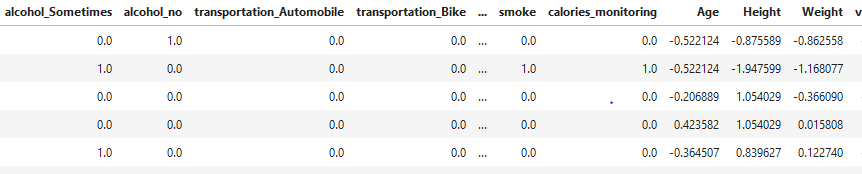 alcohol_Sometimes alcohol_no transportation_Automobile transportation_Bike ... smoke calories_monitoring Age Height Weight v
0.0 1.0 0.0 0.0 ... 0.0 0.0 -0.522124 -0.875589 -0.862558
1.0 0.0 0.0 0.0 ... 1.0 1.0 -0.522124 -1.947599 -1.168077
0.0 0.0 0.0 0.0 ... 0.0 0.0 -0.206889 1.054029 -0.366090
0.0 0.0 0.0 0.0 ... 0.0 0.0 0.423582 1.054029 0.015808
1.0 0.0 0.0 0.0 ... 0.0 0.0 -0.364507 0.839627 0.122740